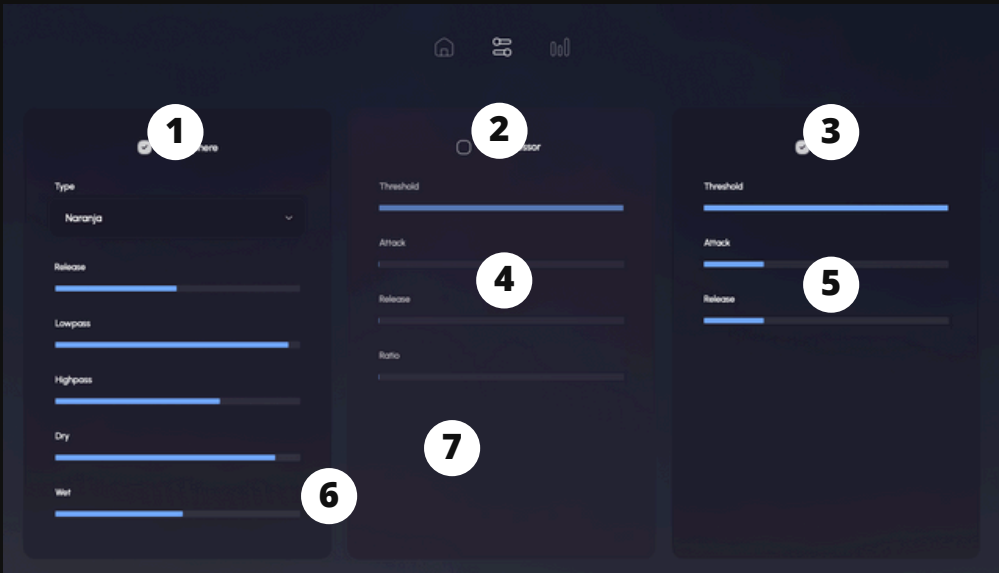 1
2
3
Type
Naranja
Release
Lowpass
Highpass
Dry
Wet
Threshold
Attack
Release
Ratio
Threshold
Attack
Release
4
5
6
7